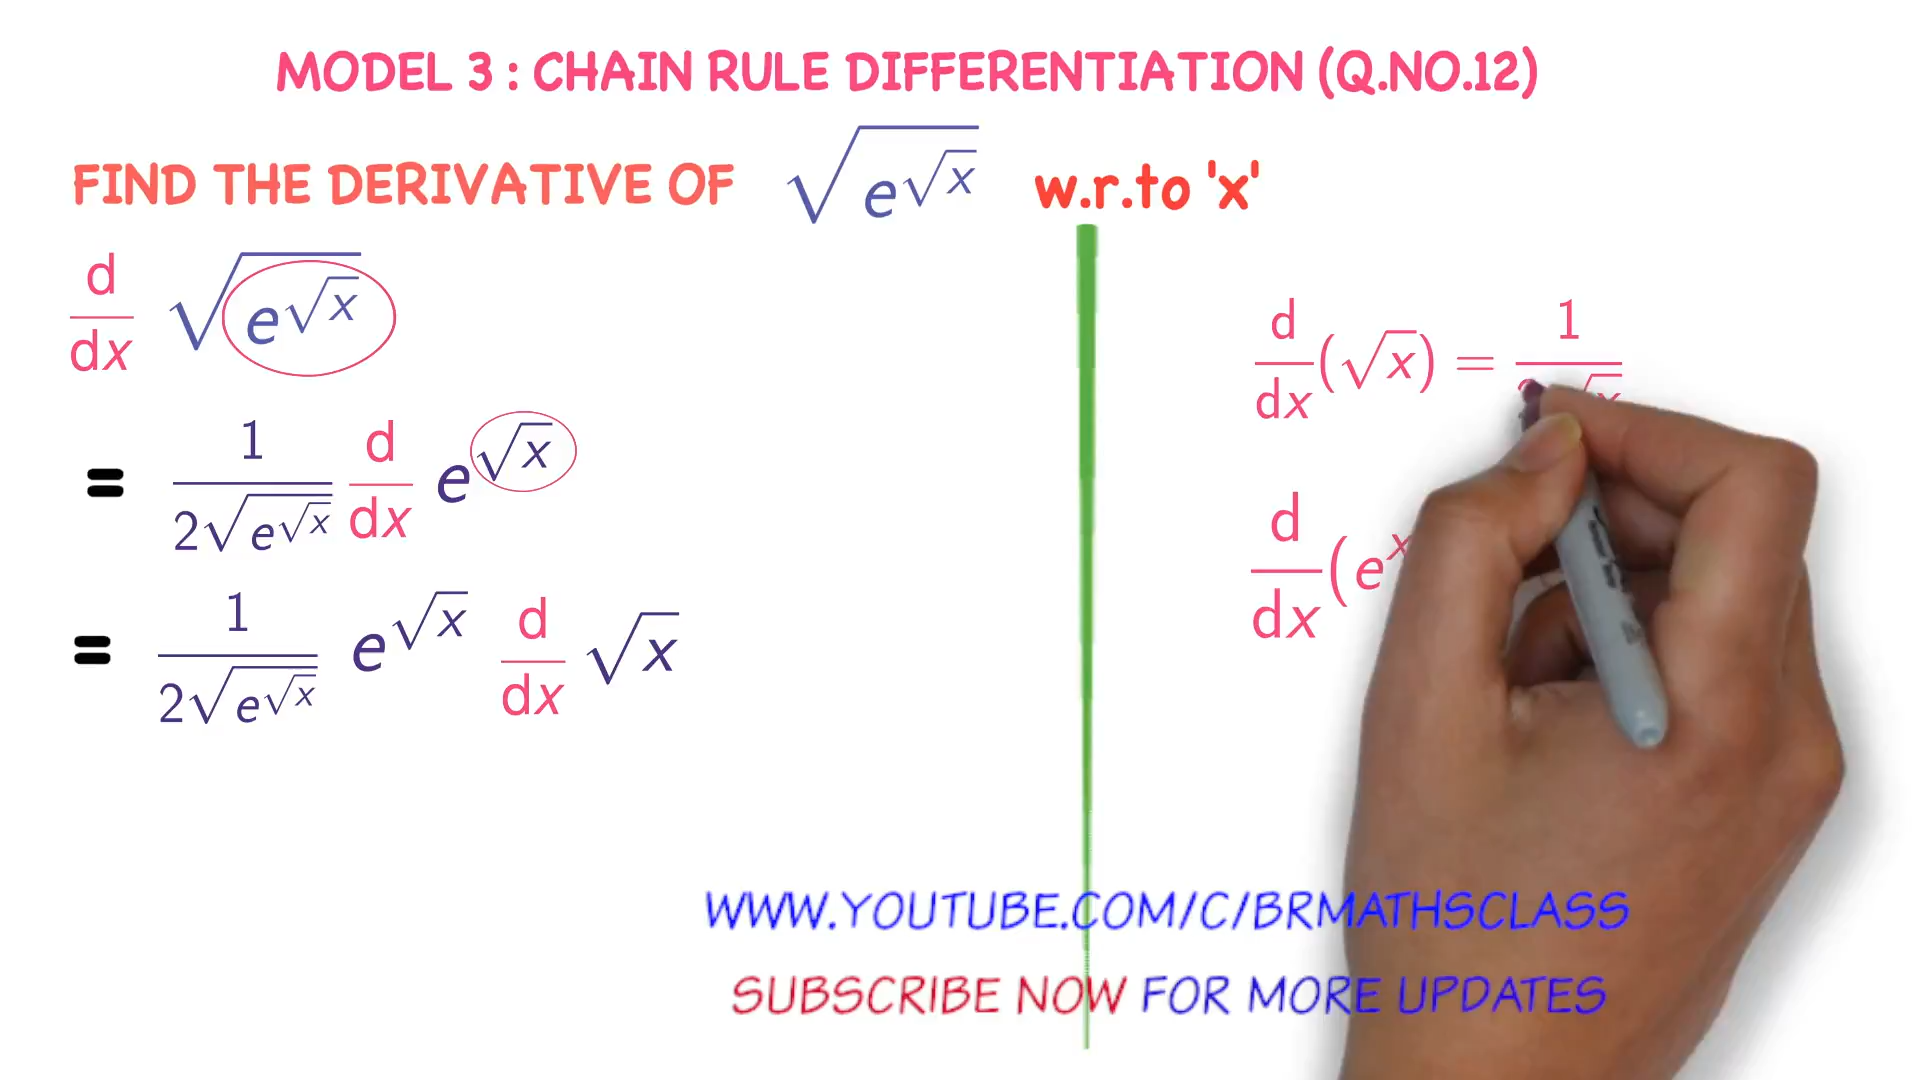 MODEL 3 : CHAIN RULE DIFFERENTIATION (Q.NO.12)
FIND THE DERIVATIVE OF √(e^√x) w.r.to 'x'
d/dx √(e^√x)
= 1/(2√(e^√x)) d/dx e^√x
= 1/(2√(e^√x)) e^√x d/dx √x
d/dx (√x) = 1/ √x
d/dx (e^x
WWW.YOUTUBE.COM/C/BRMATHSCLASS
SUBSCRIBE NOW FOR MORE UPDATES